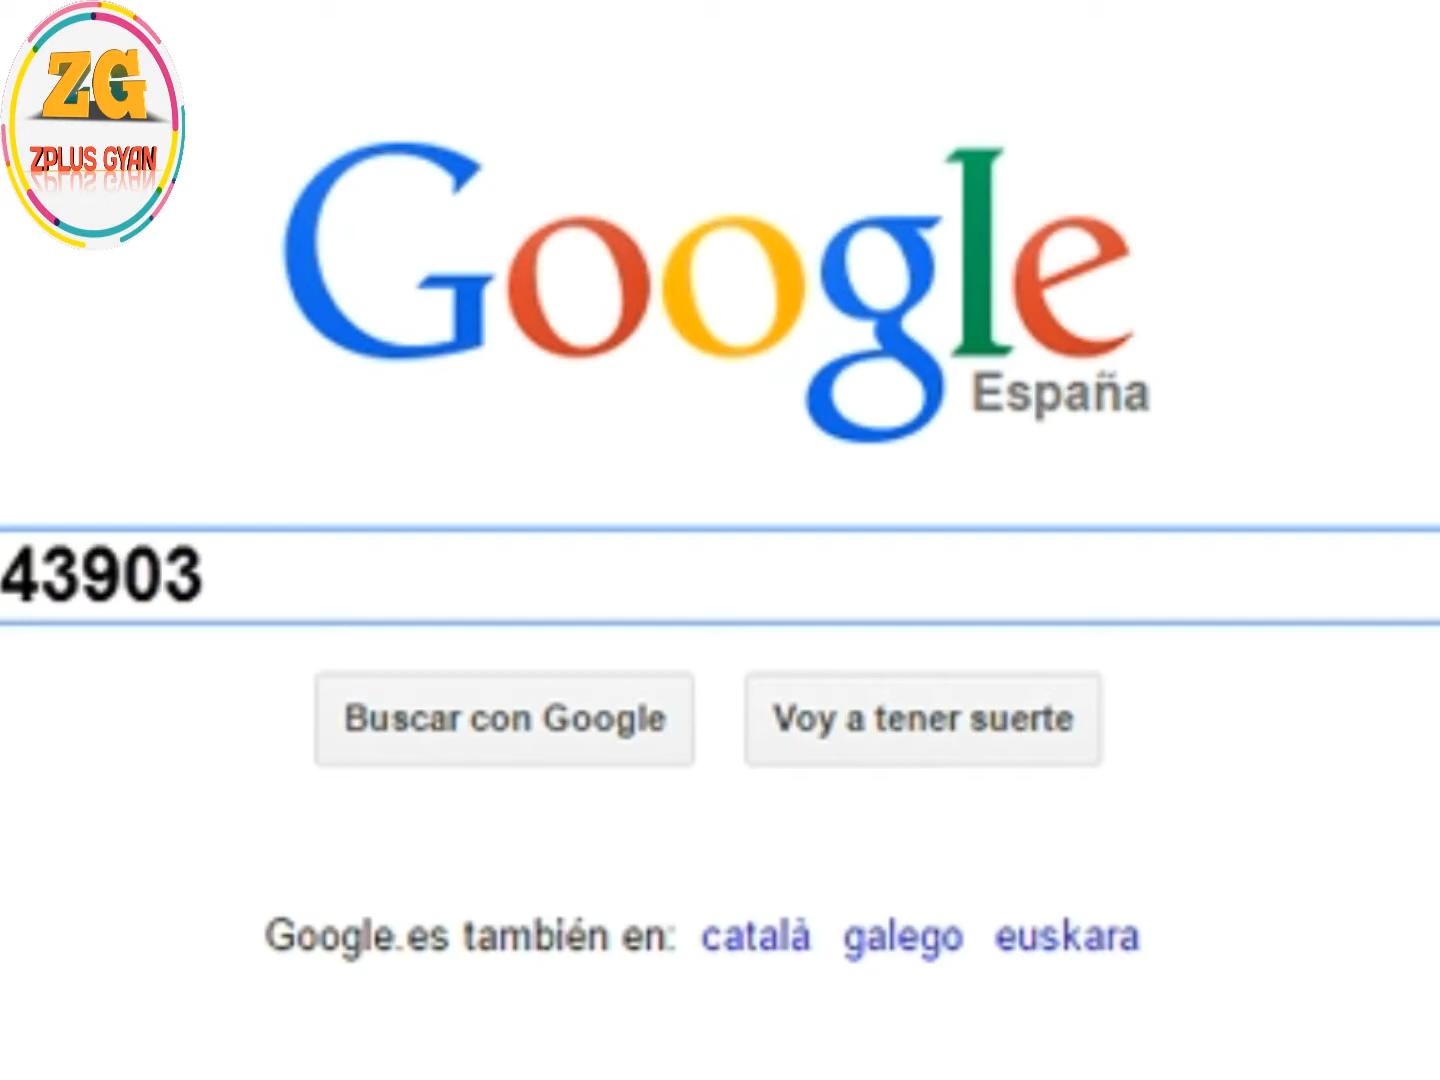 ZG
ZPLUS GYAN
Google
España
43903
Buscar con Google
Voy a tener suerte
Google.es también en: català galego euskara